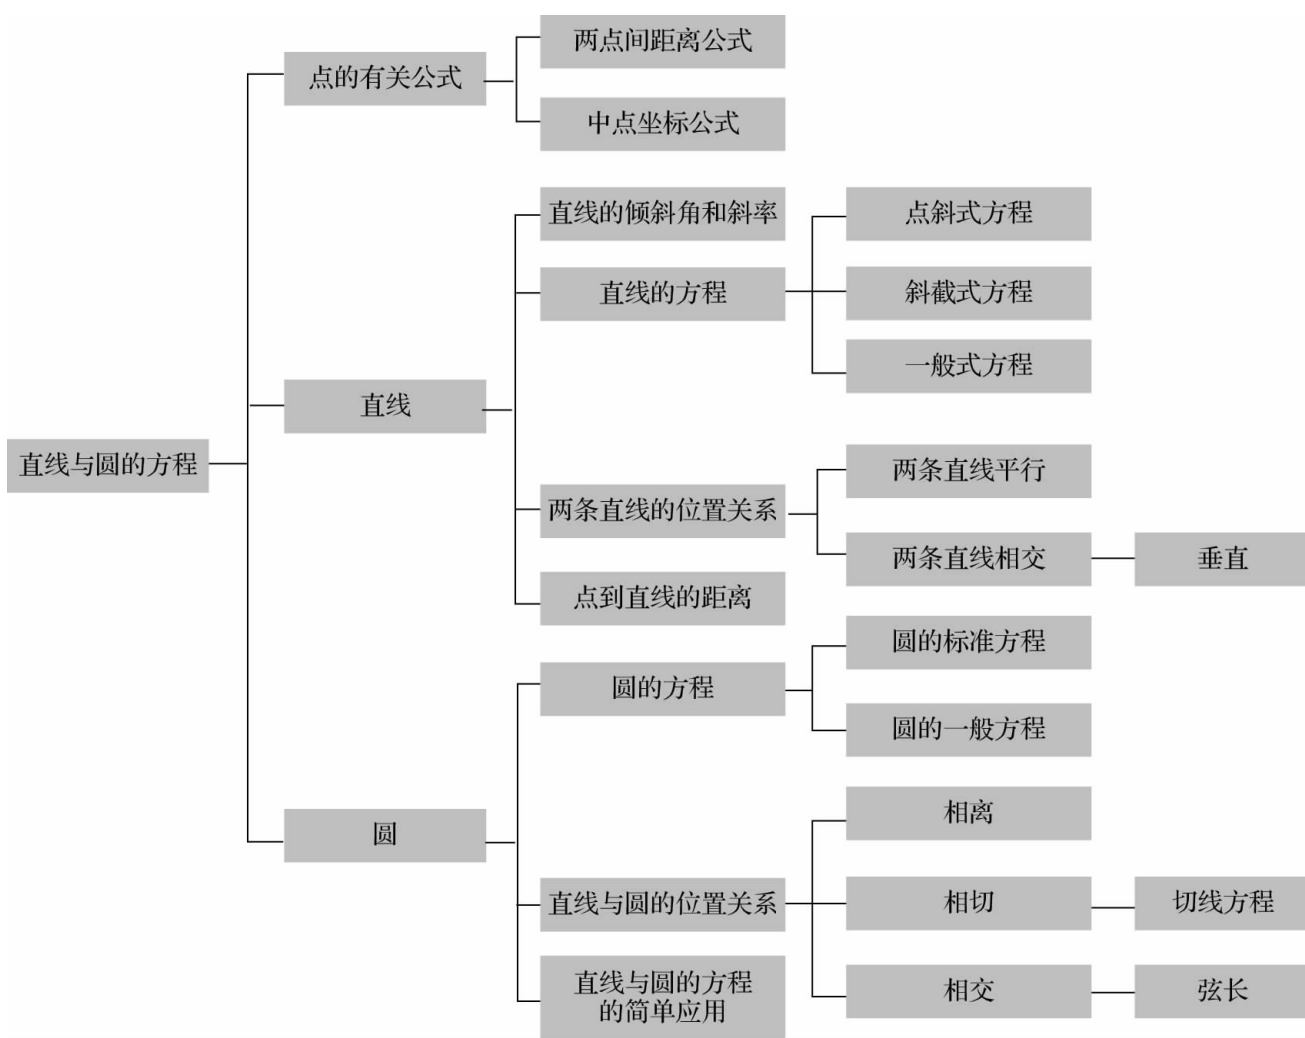 直线与圆的方程
点的有关公式
两点间距离公式
中点坐标公式
直线
直线的倾斜角和斜率
直线的方程
点斜式方程
斜截式方程
一般式方程
两条直线的位置关系
两条直线平行
两条直线相交
垂直
点到直线的距离
圆
圆的方程
圆的标准方程
圆的一般方程
直线与圆的位置关系
相离
相切
切线方程
相交
弦长
直线与圆的方程
的简单应用